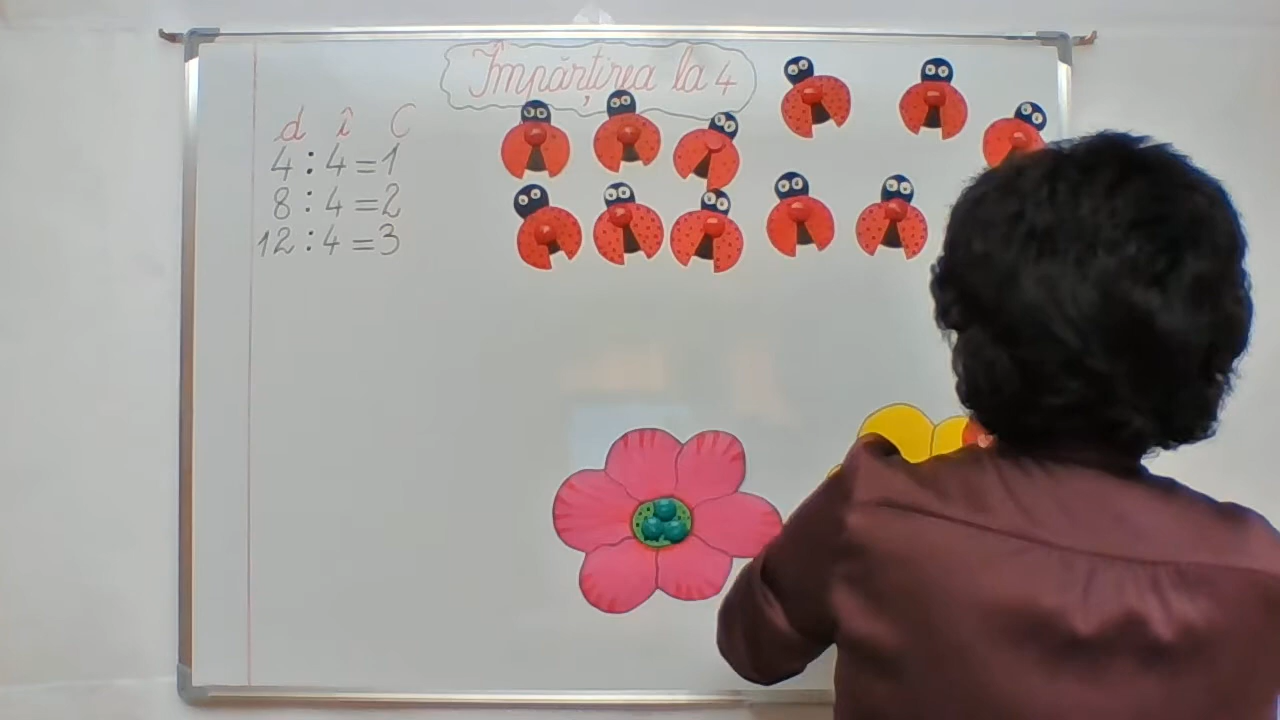 Împărțirea la 4
d î C
4 : 4 = 1
8 : 4 = 2
12 : 4 = 3